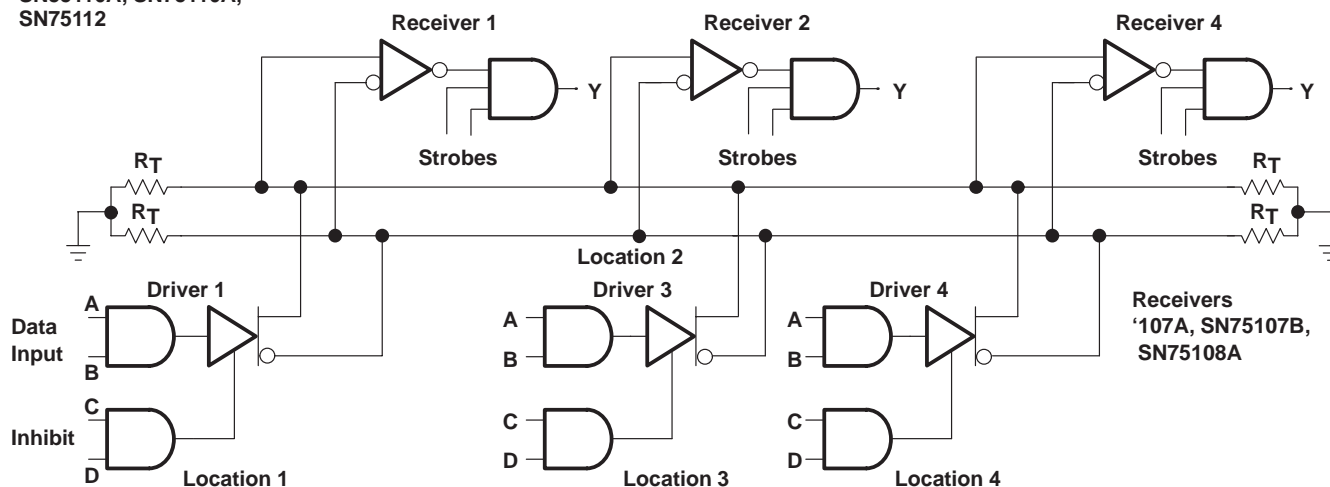 SN75112
Receiver 1
Receiver 2
Receiver 4
Y
Y
Y
Strobes
Strobes
Strobes
RT
RT
RT
RT
Location 2
Driver 1
Driver 3
Driver 4
Receivers
‘107A, SN75107B,
SN75108A
Data
Input
A
B
A
B
A
B
Inhibit
C
D
C
D
C
D
Location 1
Location 3
Location 4